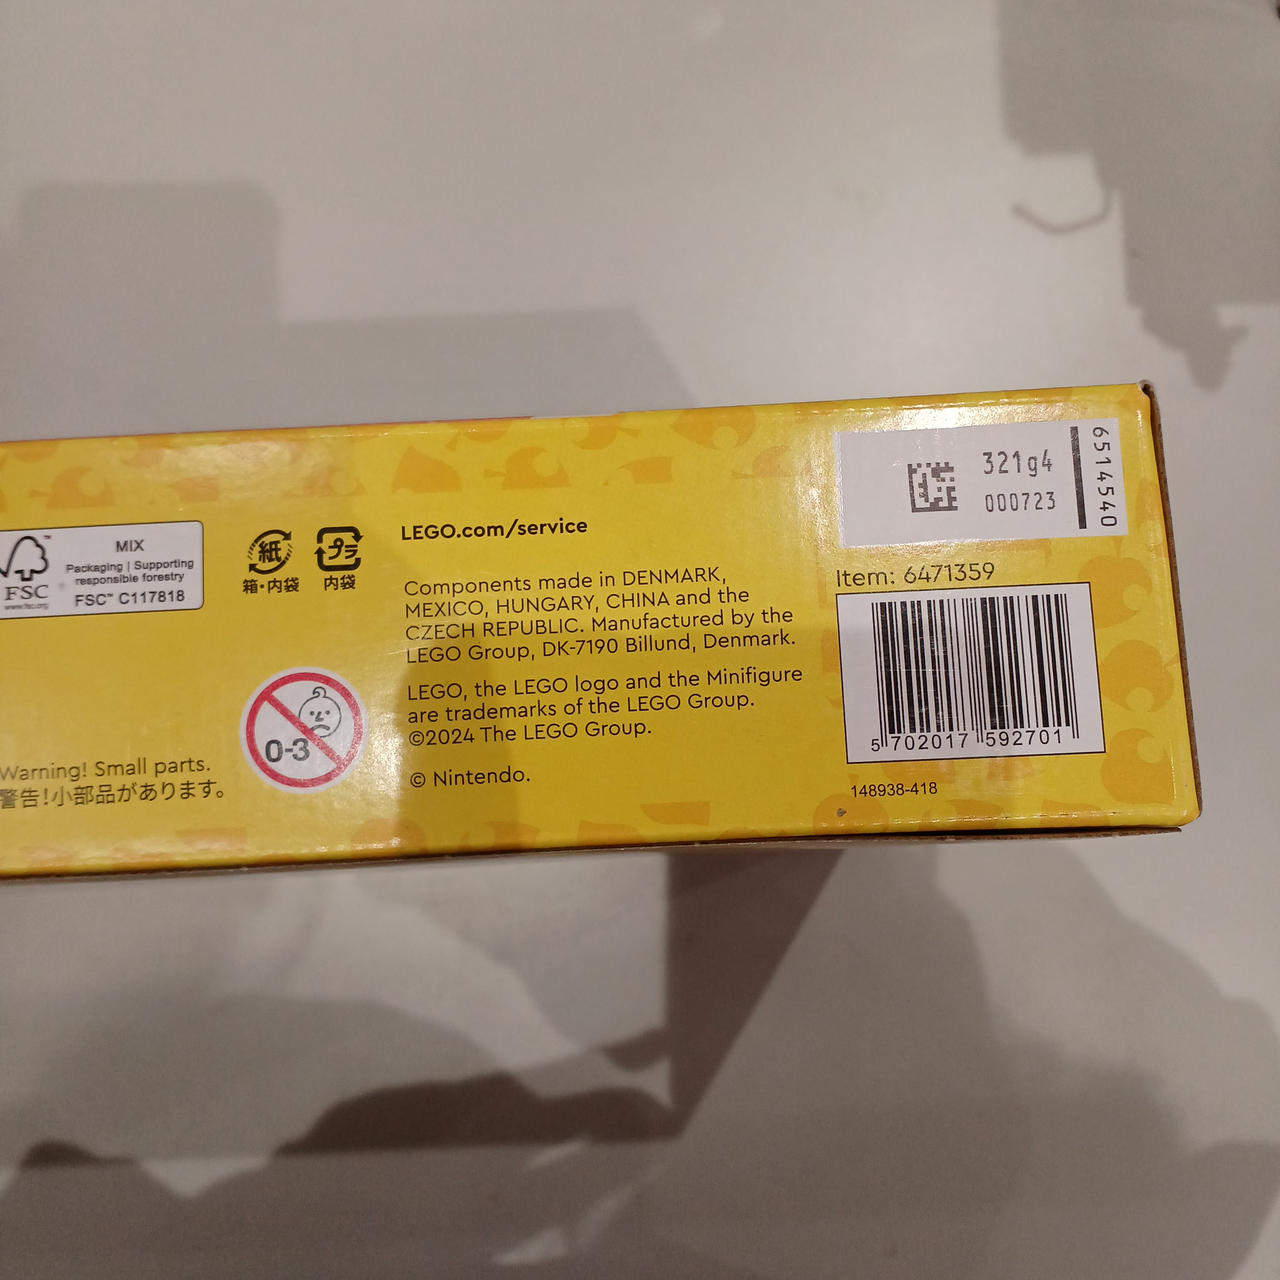 FSC
www.fsc.org
MIX
Packaging | Supporting
responsible forestry
FSC™ C117818
紙
箱・内袋
プラ
内袋
0-3
Warning! Small parts.
警告！小部品があります。
LEGO.com/service
Components made in DENMARK,
MEXICO, HUNGARY, CHINA and the
CZECH REPUBLIC. Manufactured by the
LEGO Group, DK-7190 Billund, Denmark.
LEGO, the LEGO logo and the Minifigure
are trademarks of the LEGO Group.
©2024 The LEGO Group.
© Nintendo.
321g4
000723
6514540
Item: 6471359
5 702017 592701
148938-418